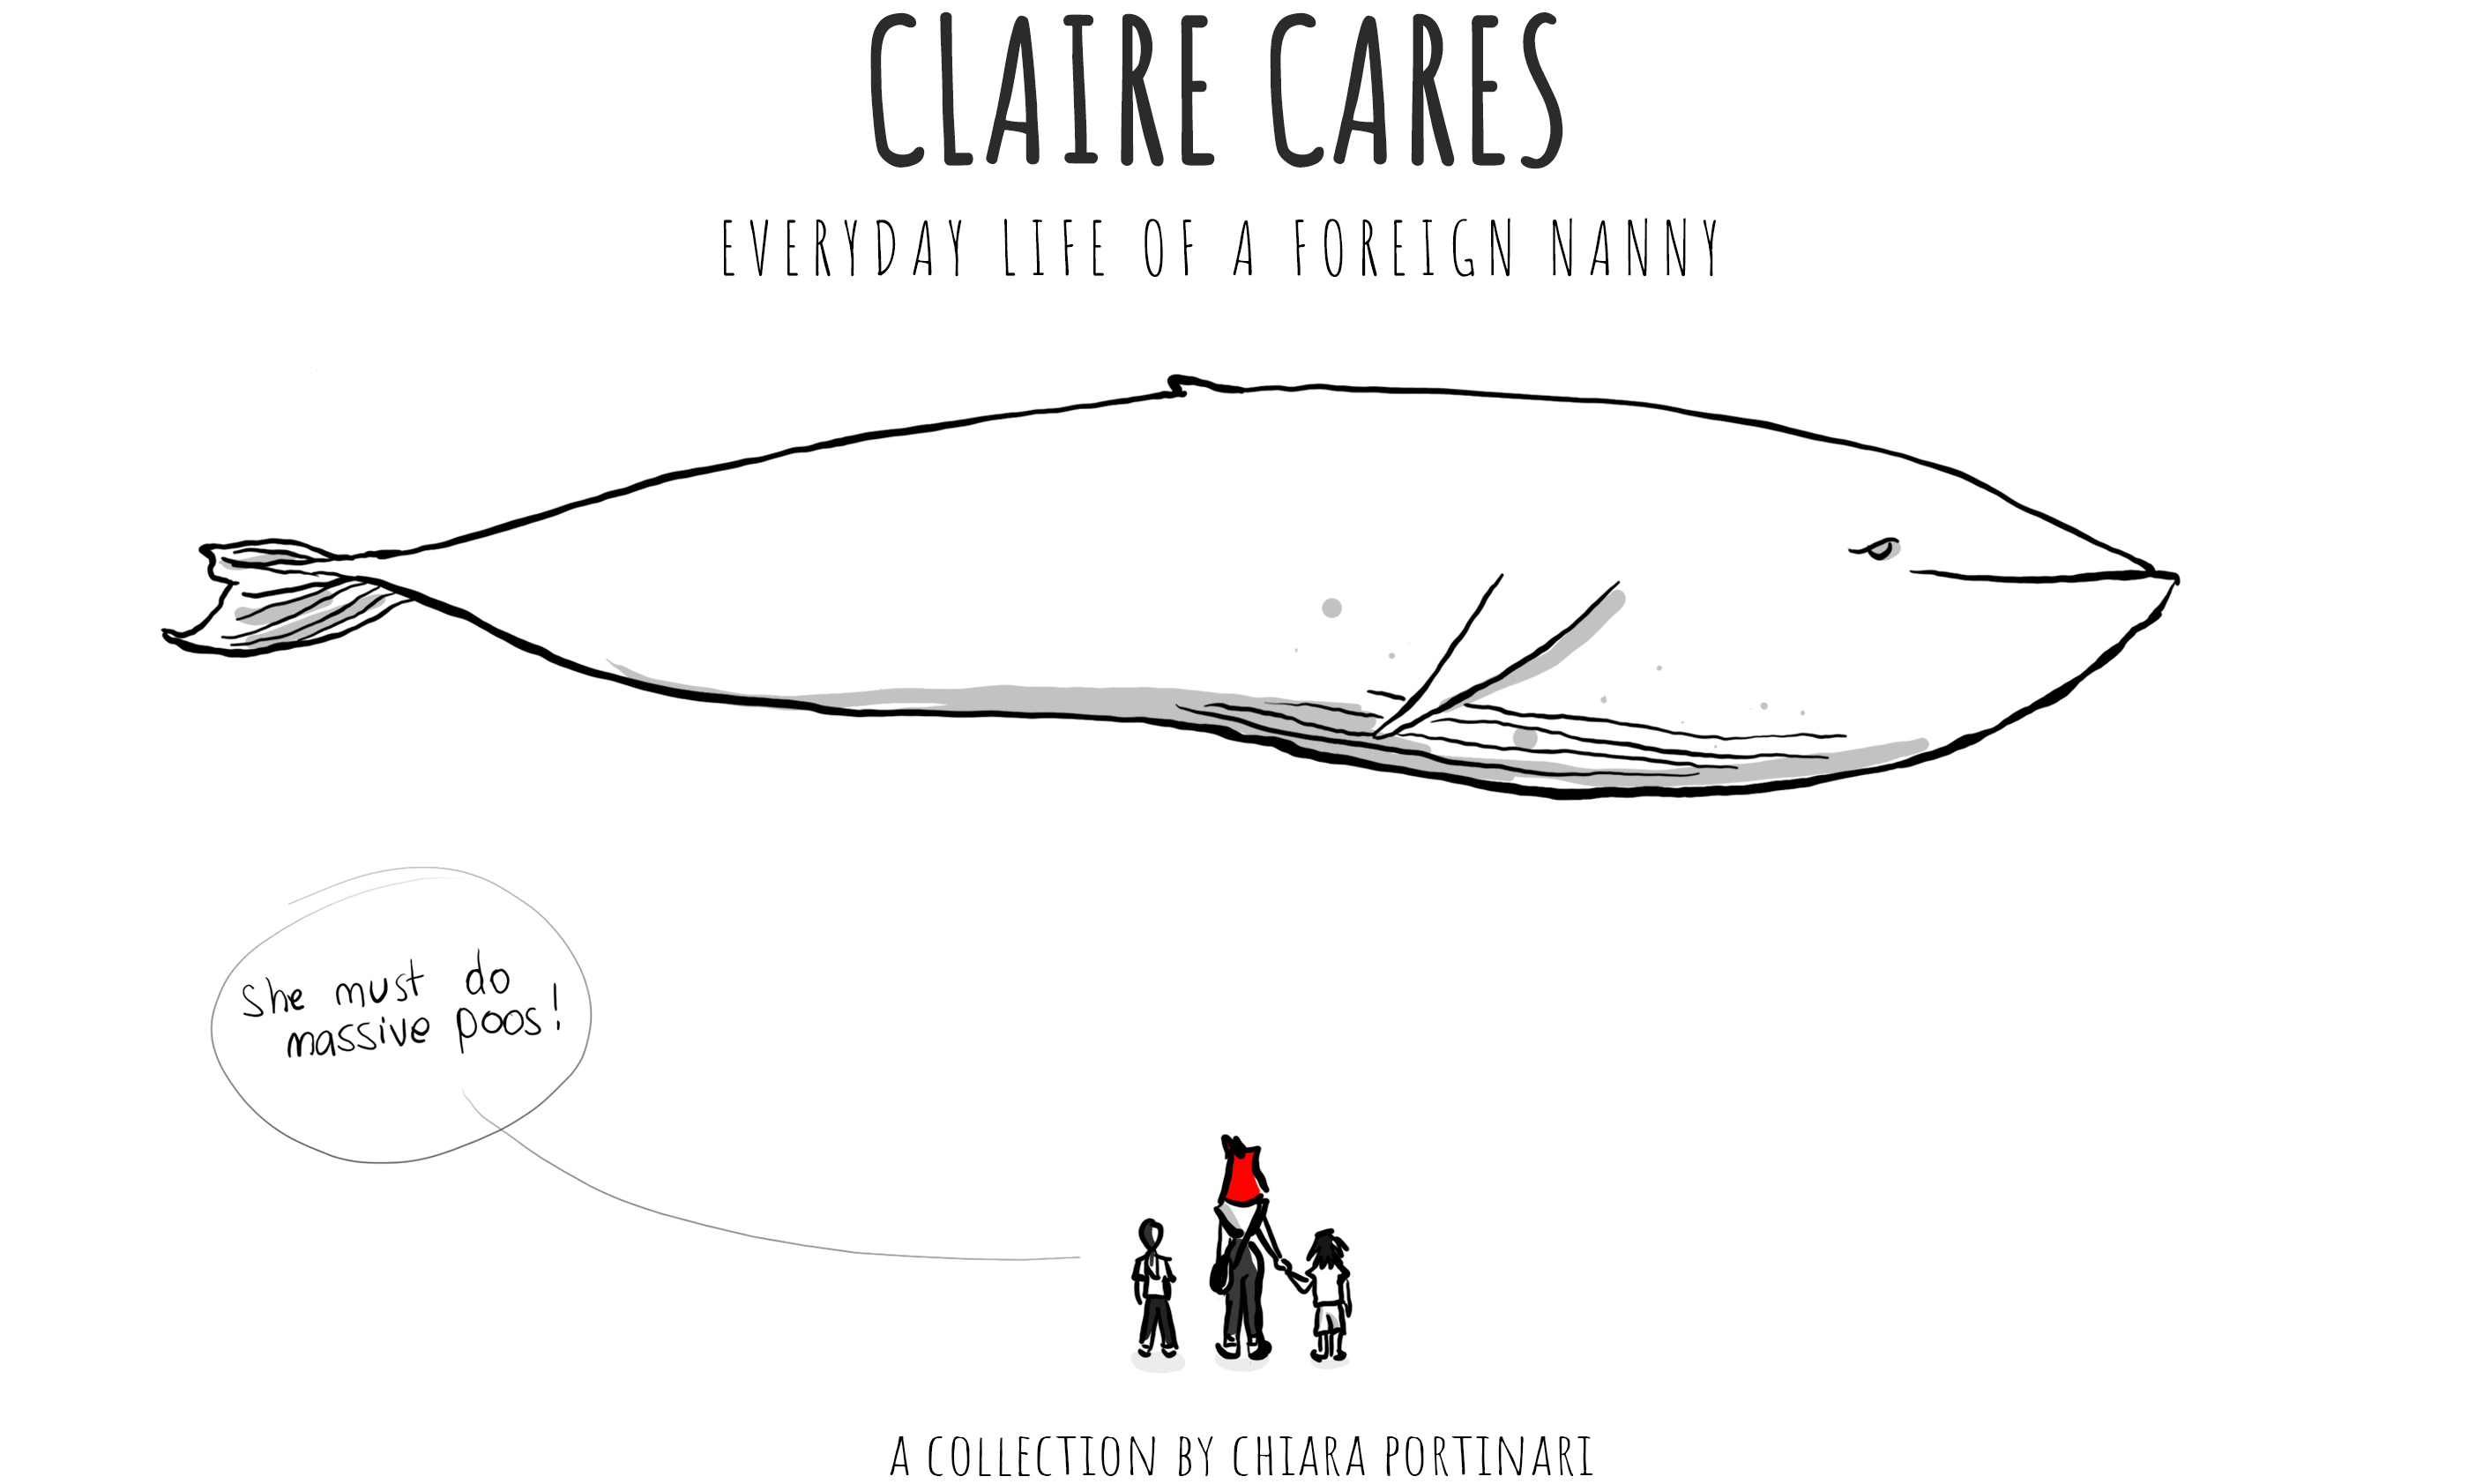 CLAIRE CARES
EVERYDAY LIFE OF A FOREIGN NANNY
She must do
massive poos!
A COLLECTION BY CHIARA PORTINARI